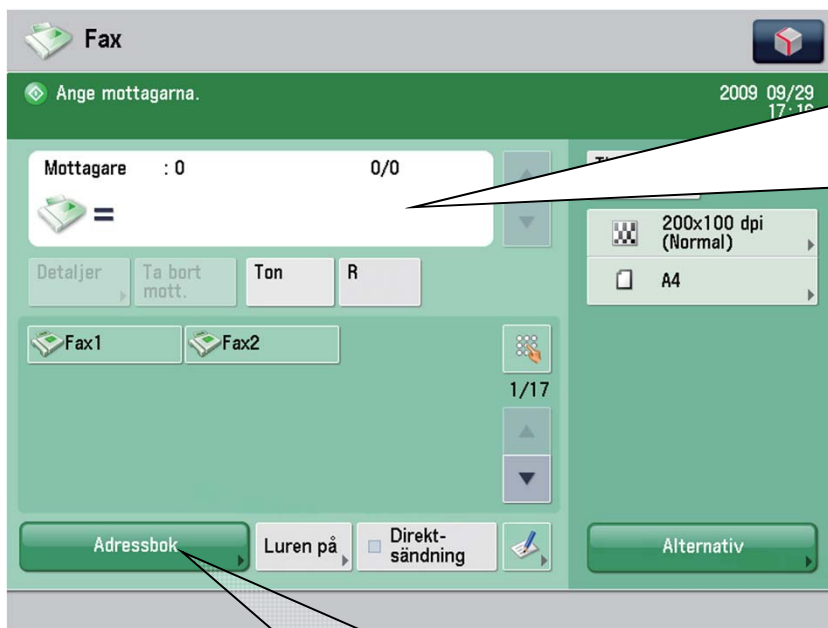 Fax
Ange mottagarna.
2009 09/29
Mottagare : 0 0/0
=
200x100 dpi
(Normal)
A4
Detaljer
Ta bort
mott.
Ton
R
Fax1
Fax2
1/17
Adressbok
Luren på
Direkt-
sändning
Alternativ